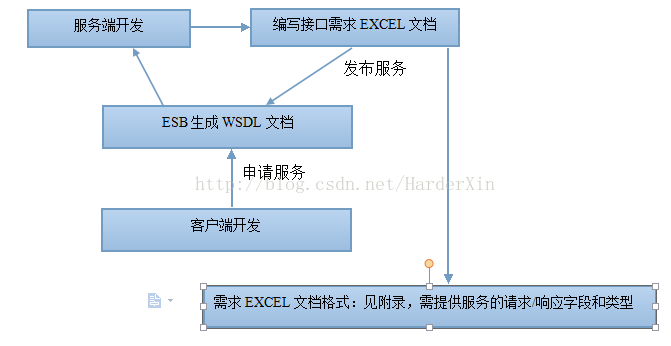 服务端开发
编写接口需求 EXCEL 文档
发布服务
ESB 生成 WSDL 文档
申请服务
http://blog.csdn.net/HarderXin
客户端开发
需求 EXCEL 文档格式：见附录，需提供服务的请求/响应字段和类型